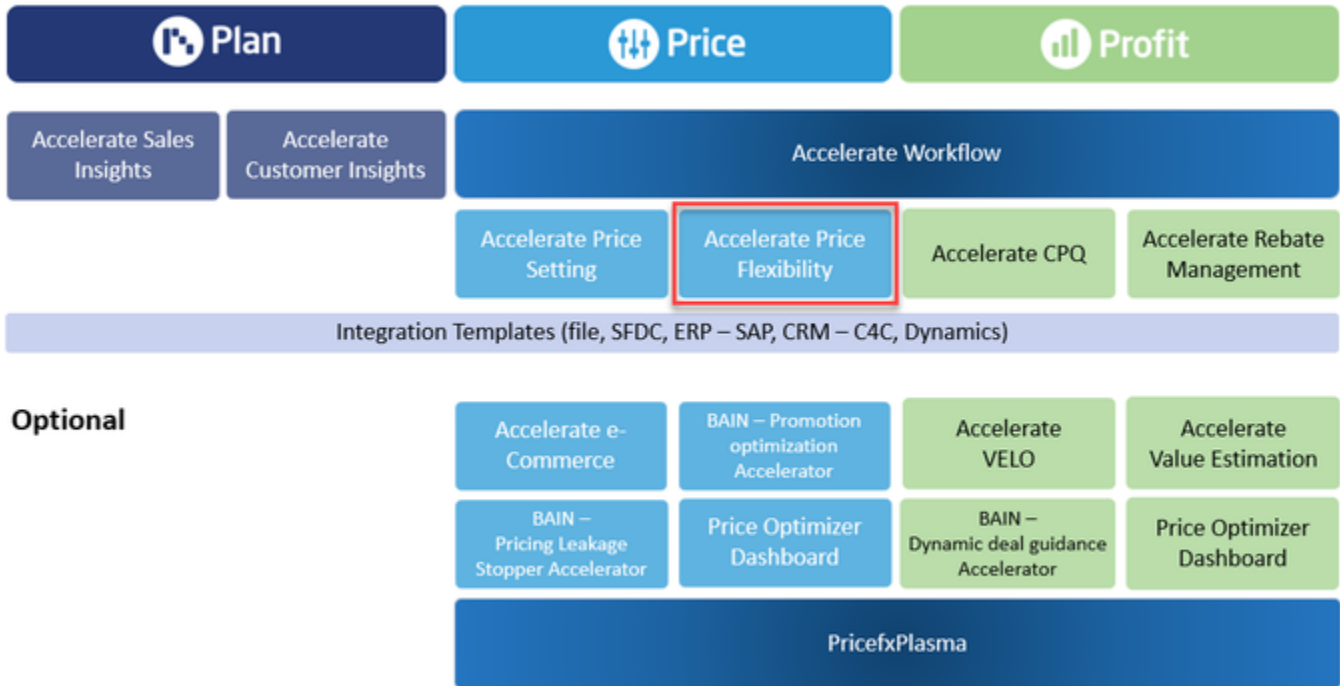 Plan
Price
Profit
Accelerate Sales
Insights
Accelerate
Customer Insights
Accelerate Workflow
Accelerate Price
Setting
Accelerate Price
Flexibility
Accelerate CPQ
Accelerate Rebate
Management
Integration Templates (file, SFDC, ERP – SAP, CRM – C4C, Dynamics)
Optional
Accelerate e-
Commerce
BAIN – Promotion
optimization
Accelerator
Accelerate
VELO
Accelerate
Value Estimation
BAIN –
Pricing Leakage
Stopper Accelerator
Price Optimizer
Dashboard
BAIN –
Dynamic deal guidance
Accelerator
Price Optimizer
Dashboard
PricefxPlasma